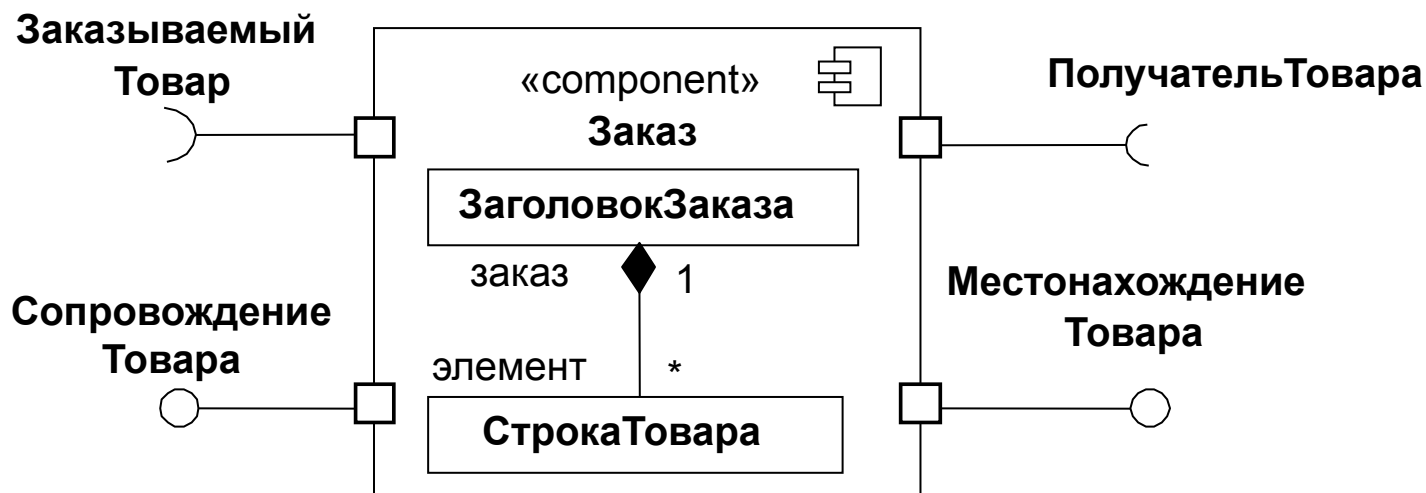 Заказываемый
Товар
«component»
Заказ
ПолучательТовара
ЗаголовокЗаказа
заказ
1
Сопровождение
Товара
Местонахождение
Товара
элемент
*
СтрокаТовара